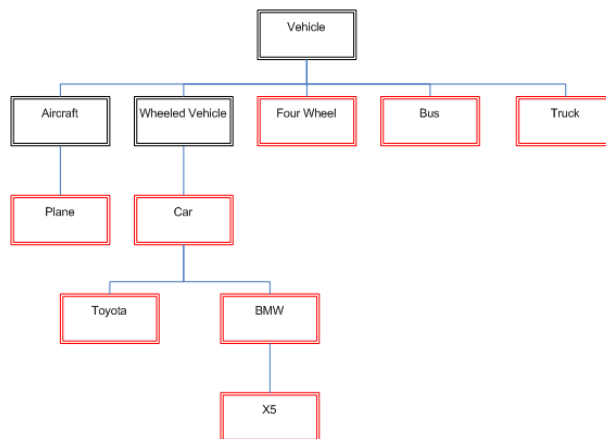 Vehicle
Aircraft
Wheeled Vehicle
Four Wheel
Bus
Truck
Plane
Car
Toyota
BMW
X5